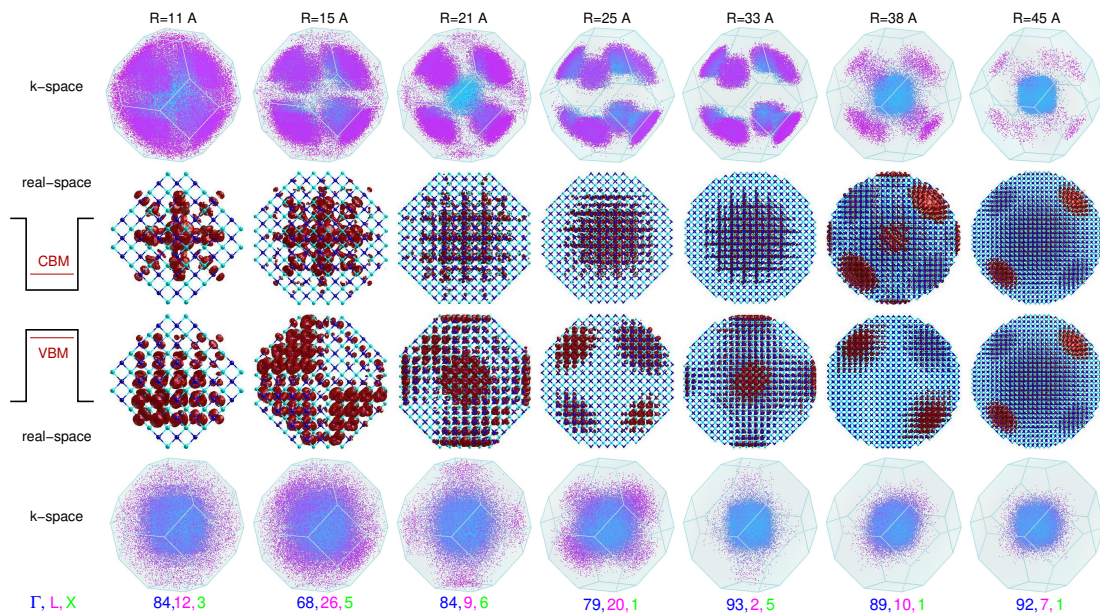 R=11 A R=15 A R=21 A R=25 A R=33 A R=38 A R=45 A
k−space
real−space
CBM
VBM
real−space
k−space
Γ, L, X 84,12,3 68,26,5 84,9,6 79,20,1 93,2,5 89,10,1 92,7,1